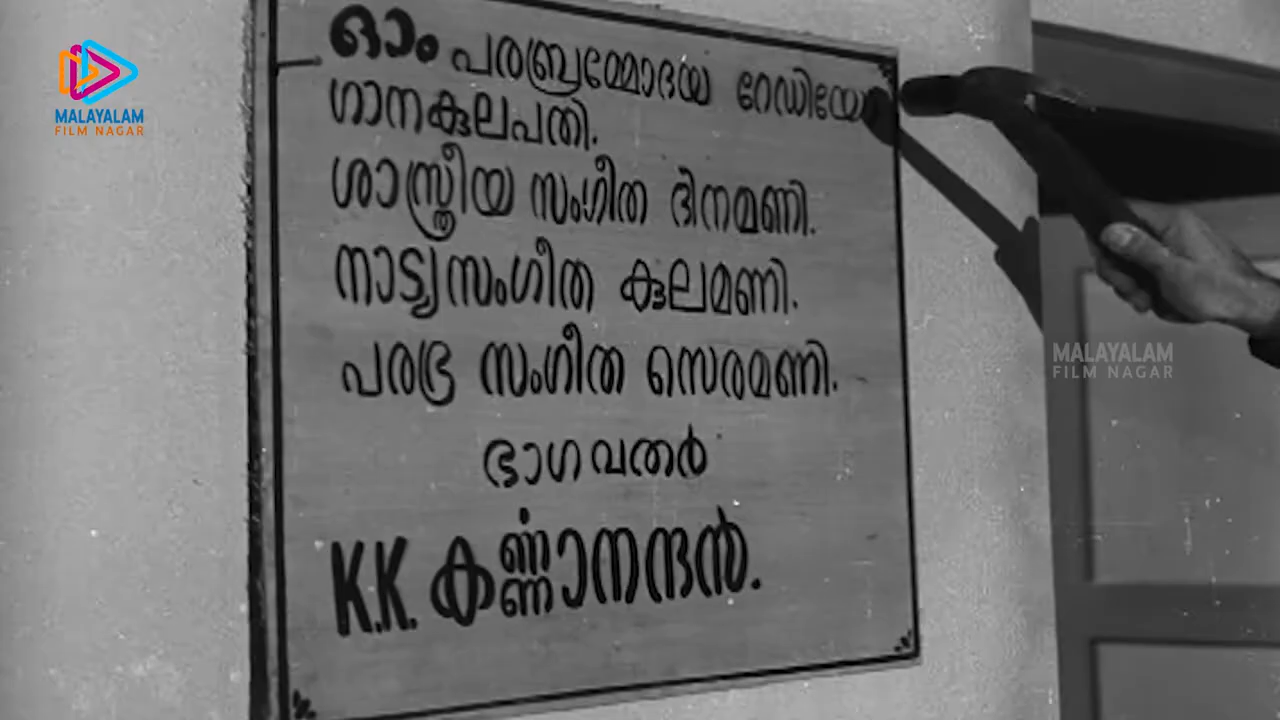 MALAYALAM
FILM NAGAR
ഓം പരബ്രമ്മോദയ റേഡിയോ
ഗാനകുലപതി.
ശാസ്ത്രീയ സംഗീത ദിനമണി.
നാട്യസംഗീത കുലമണി.
പരഭ്ര സംഗീത സെരമണി.
ഭാഗവതർ
K.K. കർണ്ണാനന്ദൻ.
MALAYALAM
FILM NAGAR